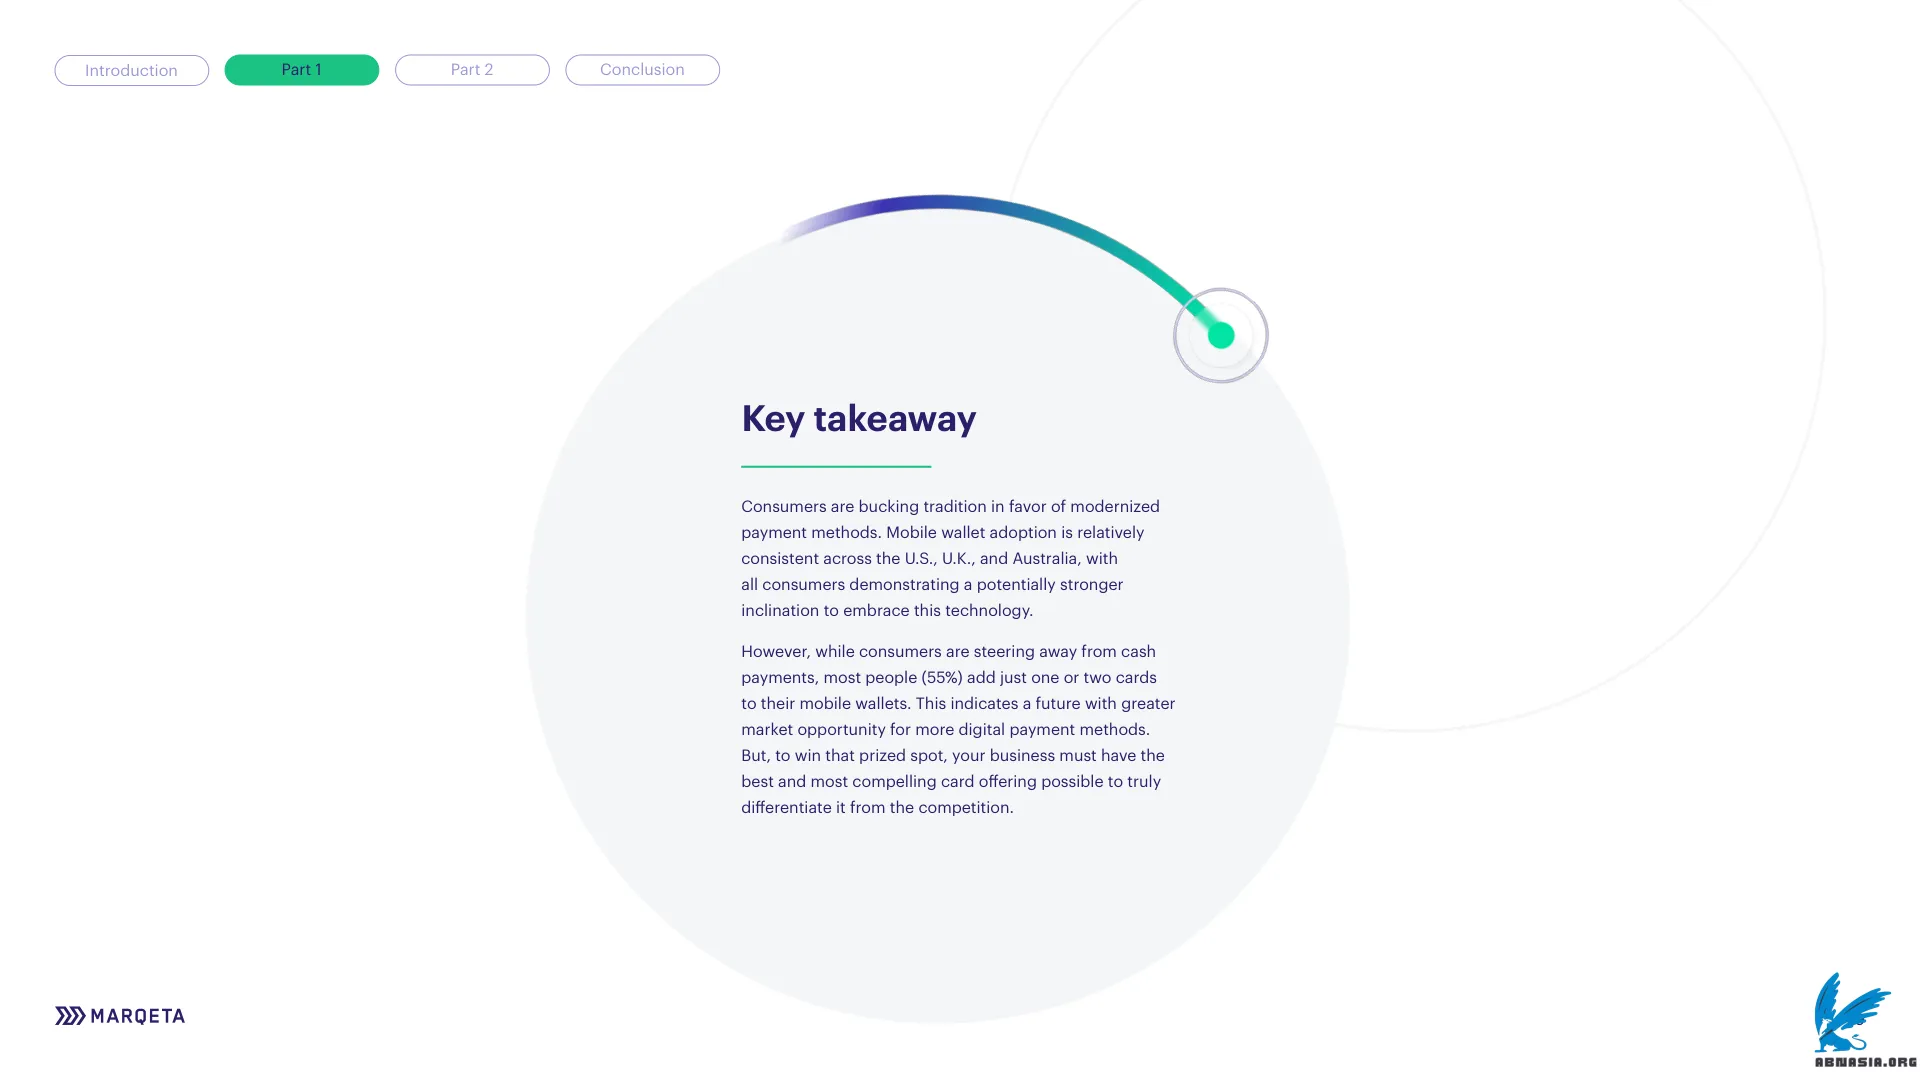 Introduction
Part 1
Part 2
Conclusion
Key takeaway
Consumers are bucking tradition in favor of modernized
payment methods. Mobile wallet adoption is relatively
consistent across the U.S., U.K., and Australia, with
all consumers demonstrating a potentially stronger
inclination to embrace this technology.
However, while consumers are steering away from cash
payments, most people (55%) add just one or two cards
to their mobile wallets. This indicates a future with greater
market opportunity for more digital payment methods.
But, to win that prized spot, your business must have the
best and most compelling card offering possible to truly
differentiate it from the competition.
MARQETA
ABNASIA.ORG